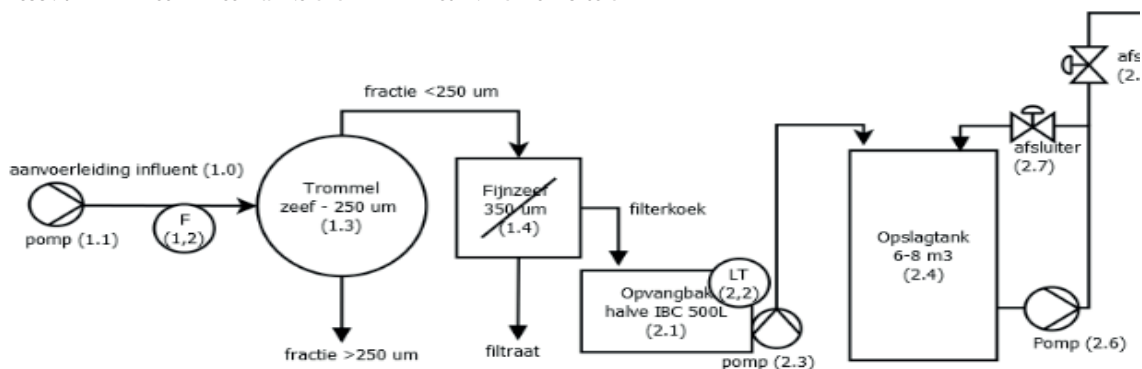 fractie <250 um
aanvoerleiding influent (1.0)
pomp (1.1)
F
(1,2)
Trommel
zeef - 250 um
(1.3)
fractie >250 um
Fijnzeef
350 um
(1.4)
filterkoek
filtraat
Opvangbak
halve IBC 500L
(2.1)
LT
(2,2)
pomp (2.3)
Opslagtank
6-8 m3
(2.4)
Pomp (2.6)
afsluiter
(2.7)
afs
(2.